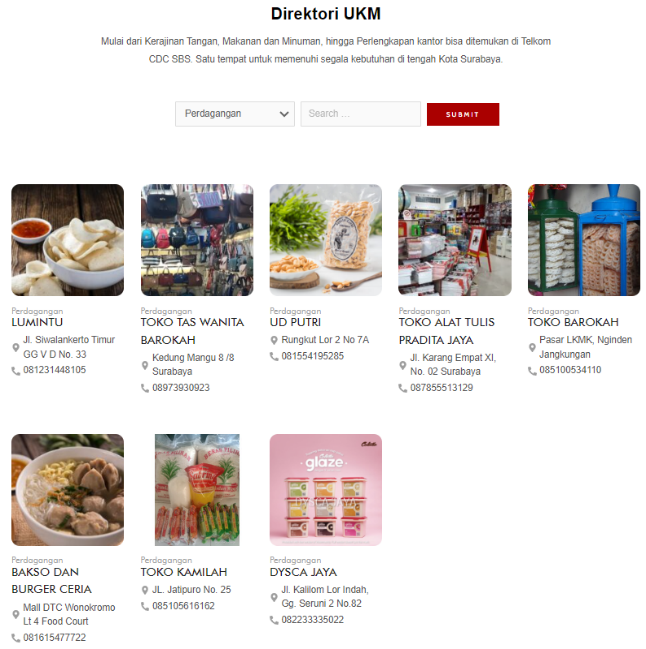 Direktori UKM
Mulai dari Kerajinan Tangan, Makanan dan Minuman, hingga Perlengkapan kantor bisa ditemukan di Telkom
CDC SBS. Satu tempat untuk memenuhi segala kebutuhan di tengah Kota Surabaya.
Perdagangan
Search ...
SUBMIT
Perdagangan
LUMINTU
Jl. Siwalankerto Timur
GG V D No. 33
081231448105
Perdagangan
TOKO TAS WANITA
BAROKAH
Kedung Mangu 8 /8
Surabaya
08973930923
Perdagangan
UD PUTRI
Rungkut Lor 2 No 7A
081554195285
Perdagangan
TOKO ALAT TULIS
PRADITA JAYA
Jl. Karang Empat XI,
No. 02 Surabaya
087855513129
Perdagangan
TOKO BAROKAH
Pasar LKMK, Nginden
Jangkungan
085100534110
Perdagangan
BAKSO DAN
BURGER CERIA
Mall DTC Wonokromo
Lt 4 Food Court
081615477722
Perdagangan
TOKO KAMILAH
JL. Jatipuro No. 25
085105616162
glaze
DYSCA JAYA
Perdagangan
DYSCA JAYA
Jl. Kalilom Lor Indah,
Gg. Seruni 2 No.82
082233335022